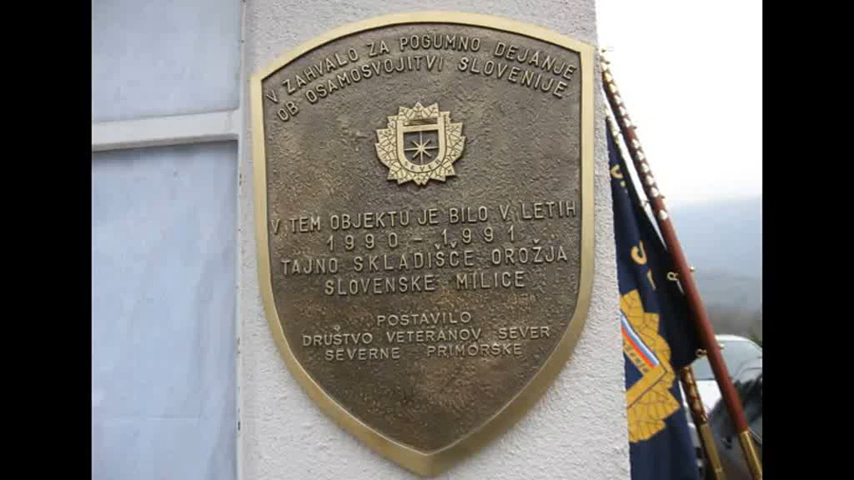 V ZAHVALO ZA POGUMNO DEJANJE
OB OSAMOSVOJITVI SLOVENIJE
SEVER
V TEM OBJEKTU JE BILO V LETIH
1990 - 1991
TAJNO SKLADIŠČE OROŽJA
SLOVENSKE MILICE
POSTAVILO
DRUŠTVO VETERANOV SEVER
SEVERNE PRIMORSKE